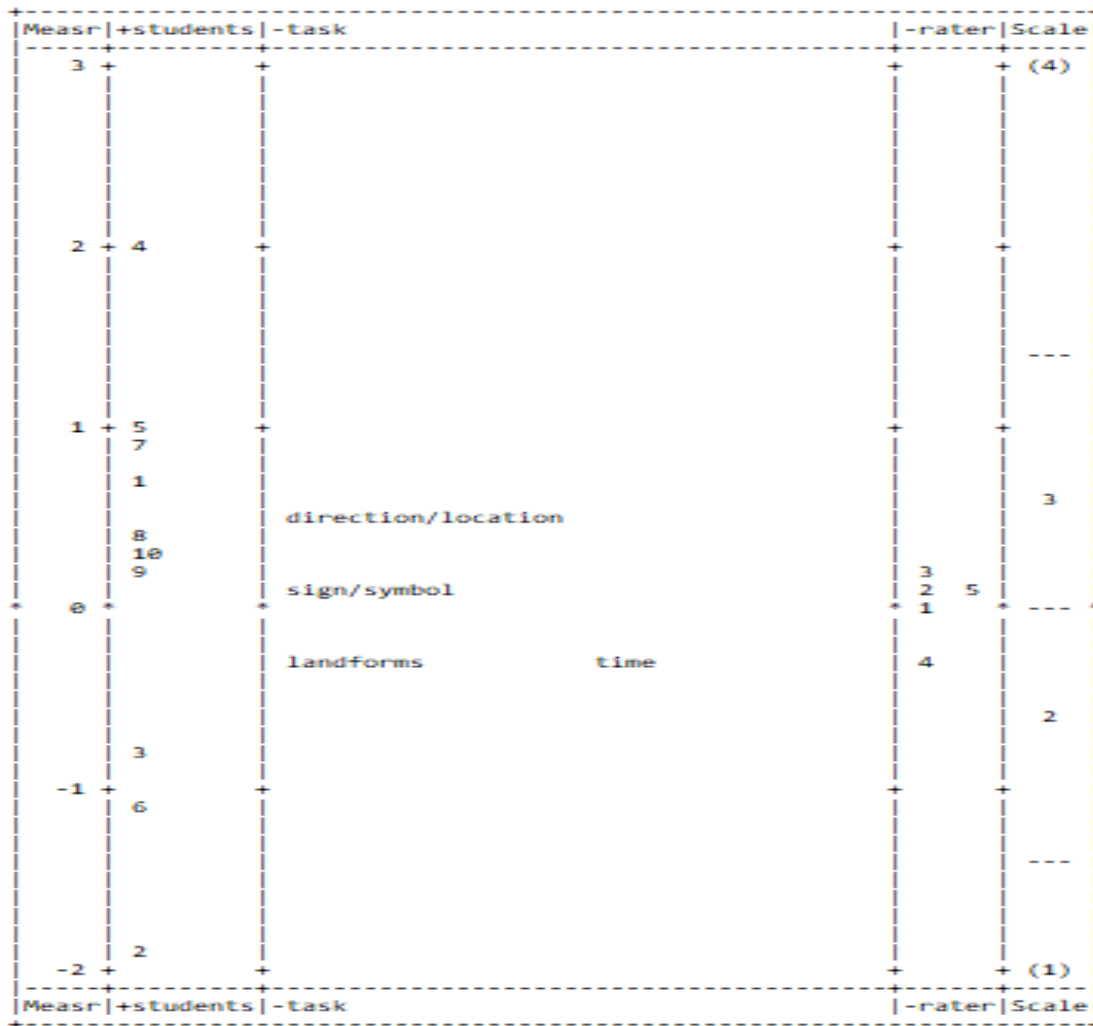 |Measr|+students|-task |-rater|Scale
3 + + + + (4)
2 + 4 + + +
---
1 + 5 + + +
7
1
3
direction/location
8
10
9 3
sign/symbol 2 5
* 0 * * * 1 * --- *
landforms time 4
2
3
-1 + + + +
6
---
2
-2 + + + + (1)
|Measr|+students|-task |-rater|Scale